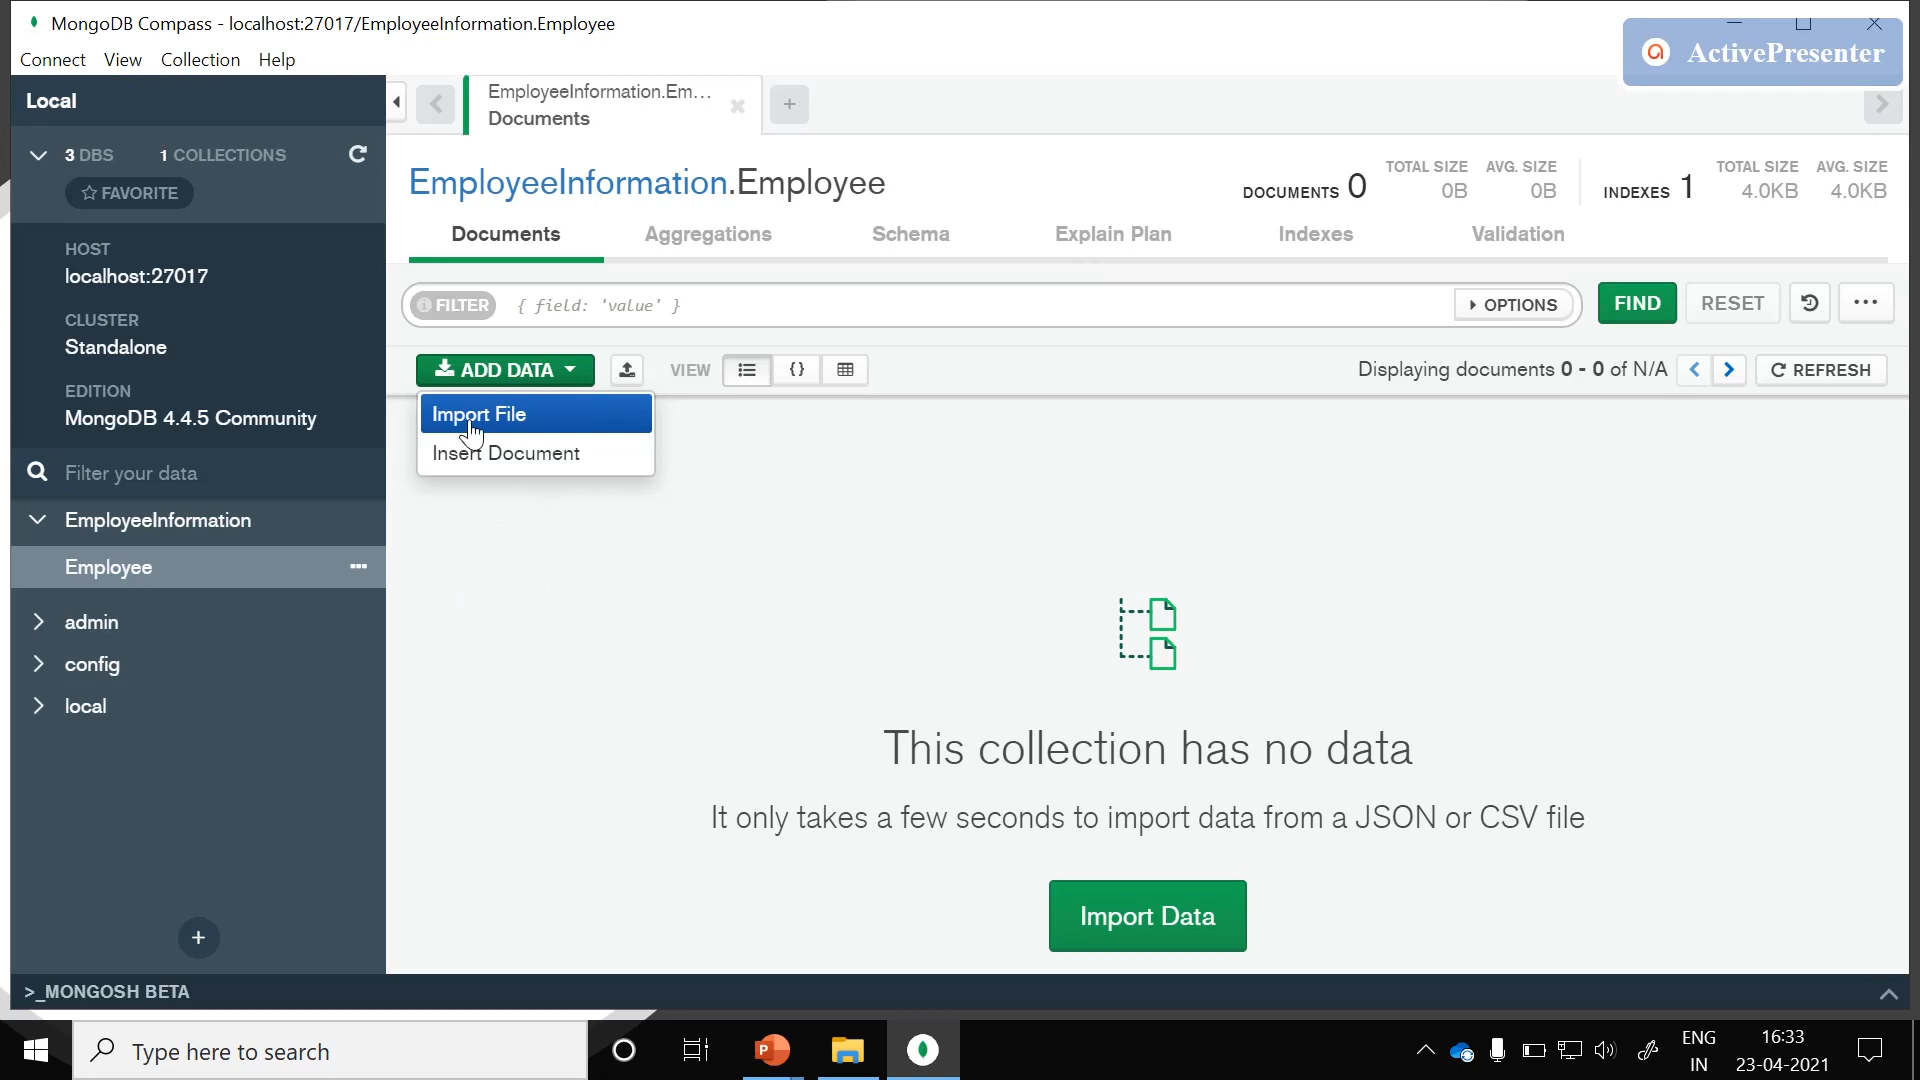 MongoDB Compass - localhost:27017/EmployeeInformation.Employee
ActivePresenter
Connect View Collection Help
Local
EmployeeInformation.Em...
Documents
3 DBS 1 COLLECTIONS
FAVORITE
EmployeeInformation.Employee
DOCUMENTS 0
TOTAL SIZE
0B
AVG. SIZE
0B
INDEXES 1
TOTAL SIZE
4.0KB
AVG. SIZE
4.0KB
Documents Aggregations Schema Explain Plan Indexes Validation
HOST
localhost:27017
CLUSTER
Standalone
EDITION
MongoDB 4.4.5 Community
FILTER { field: 'value' } OPTIONS FIND RESET ...
ADD DATA VIEW {} Displaying documents 0 - 0 of N/A < > REFRESH
Import File
Insert Document
Filter your data
EmployeeInformation
Employee
admin
config
local
This collection has no data
It only takes a few seconds to import data from a JSON or CSV file
Import Data
>_MONGOSH BETA
Type here to search
ENG
IN
16:33
23-04-2021